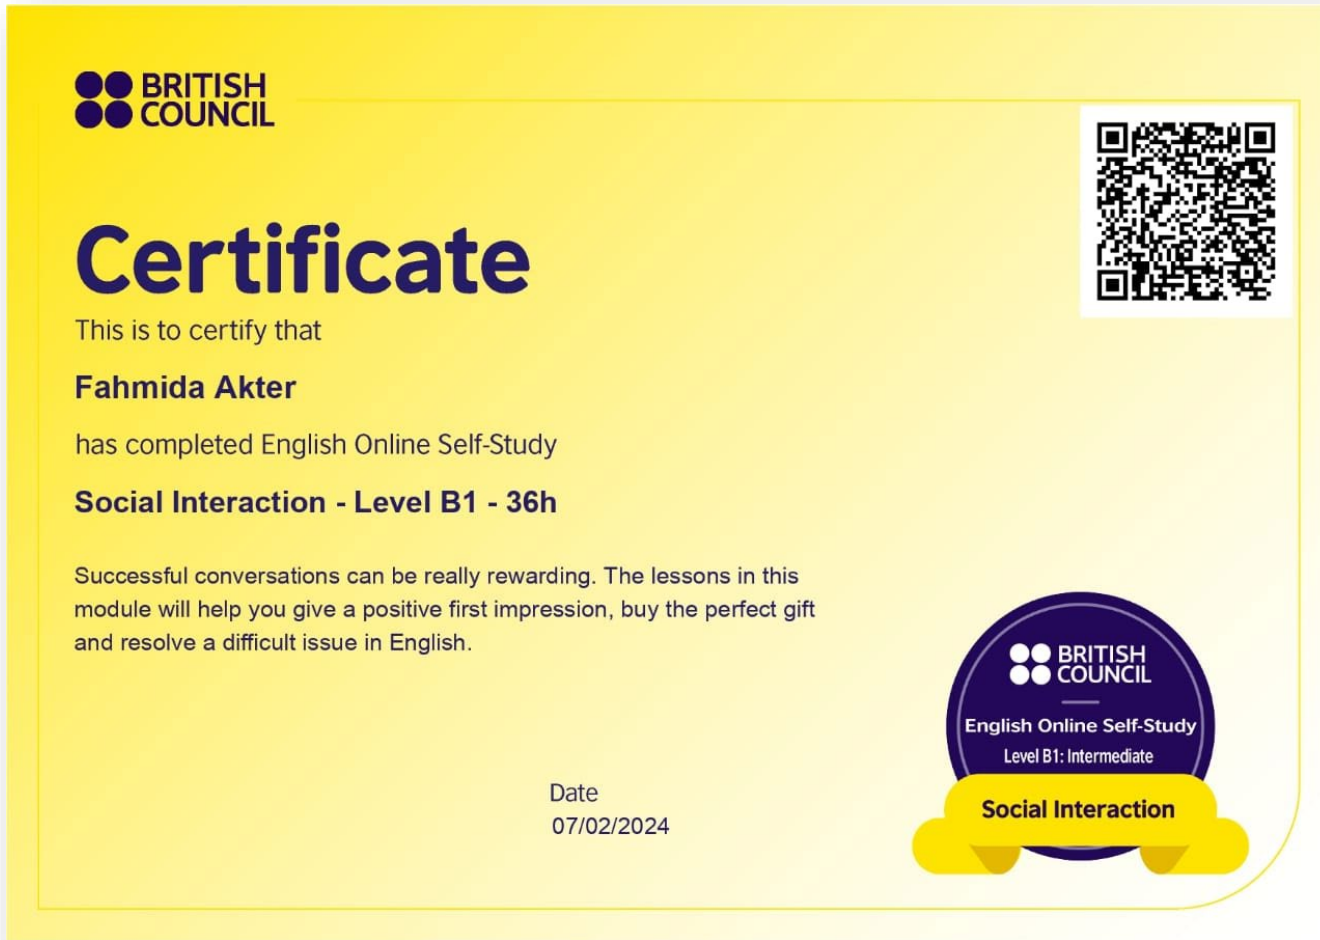 BRITISH
COUNCIL
Certificate
This is to certify that
Fahmida Akter
has completed English Online Self-Study
Social Interaction - Level B1 - 36h
Successful conversations can be really rewarding. The lessons in this
module will help you give a positive first impression, buy the perfect gift
and resolve a difficult issue in English.
Date
07/02/2024
BRITISH
COUNCIL
English Online Self-Study
Level B1: Intermediate
Social Interaction